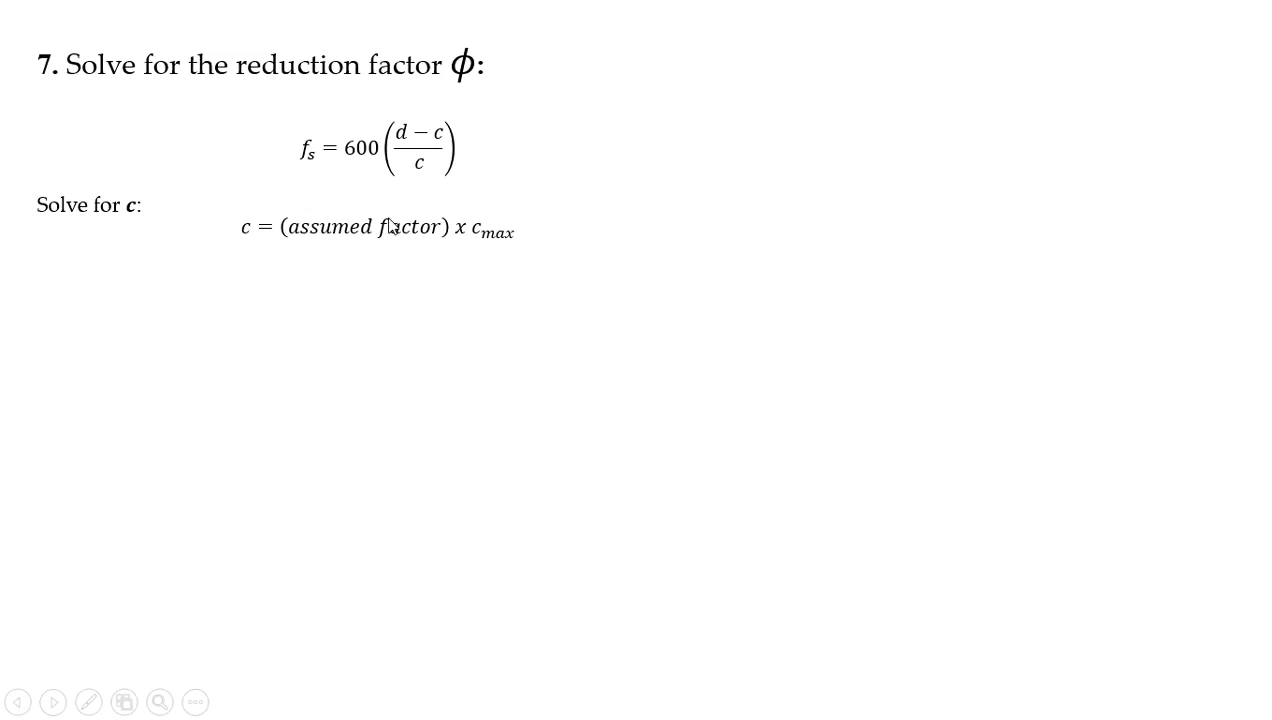 7. Solve for the reduction factor ϕ:
fₛ = 600 ((d − c)/c)
Solve for c:
c = (assumed factor) x cₘₐₓ